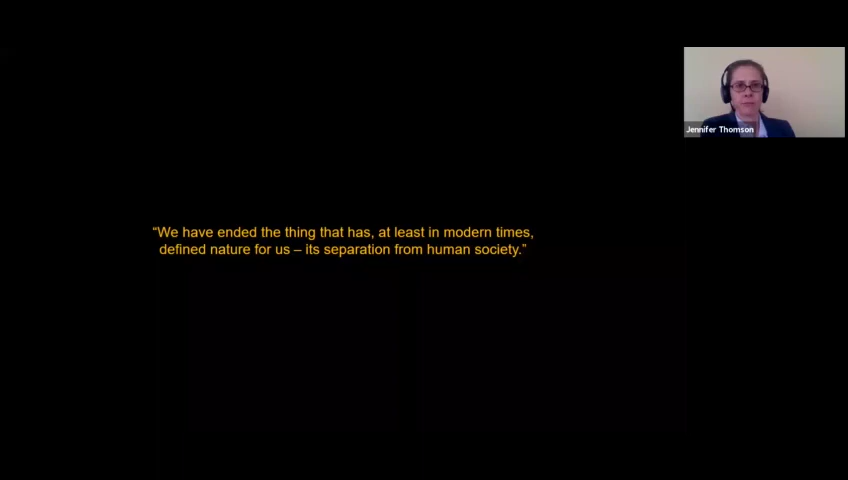 Jennifer Thomson
“We have ended the thing that has, at least in modern times,
defined nature for us – its separation from human society.”